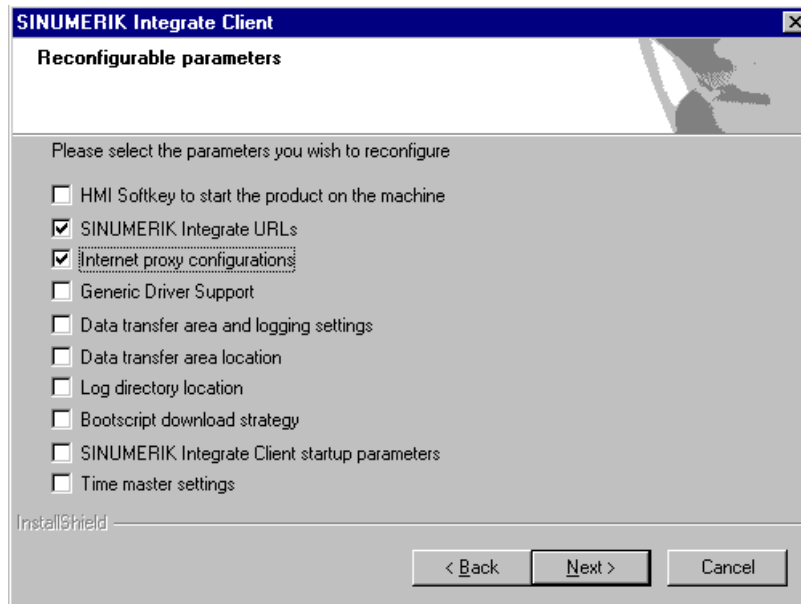 SINUMERIK Integrate Client
Reconfigurable parameters
Please select the parameters you wish to reconfigure
HMI Softkey to start the product on the machine
SINUMERIK Integrate URLs
Internet proxy configurations
Generic Driver Support
Data transfer area and logging settings
Data transfer area location
Log directory location
Bootscript download strategy
SINUMERIK Integrate Client startup parameters
Time master settings
InstallShield
< Back Next > Cancel